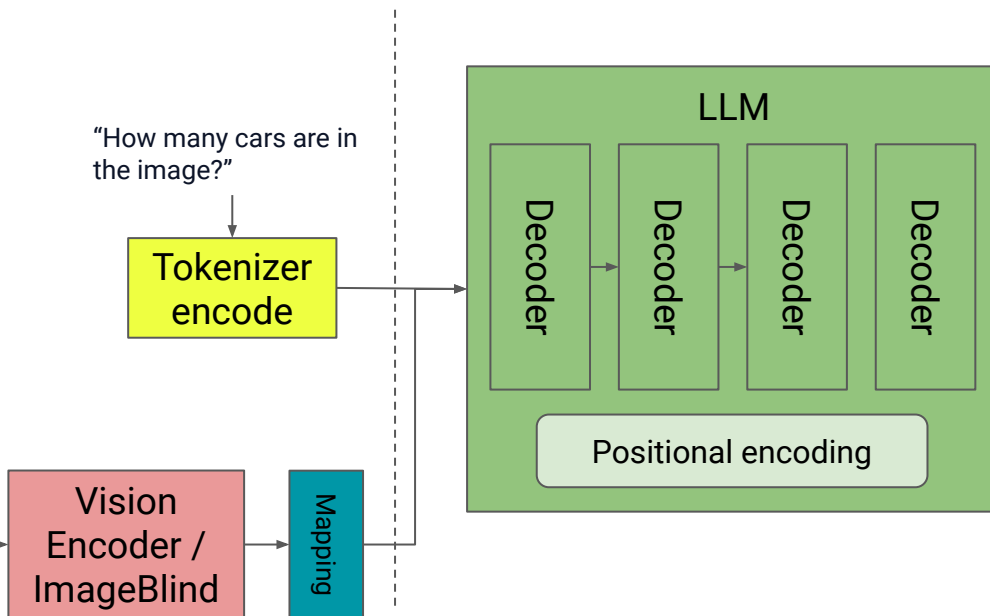 LLM
“How many cars are in
the image?”
Tokenizer
encode
Decoder
Decoder
Decoder
Decoder
Positional encoding
Vision
Encoder /
ImageBlind
Mapping